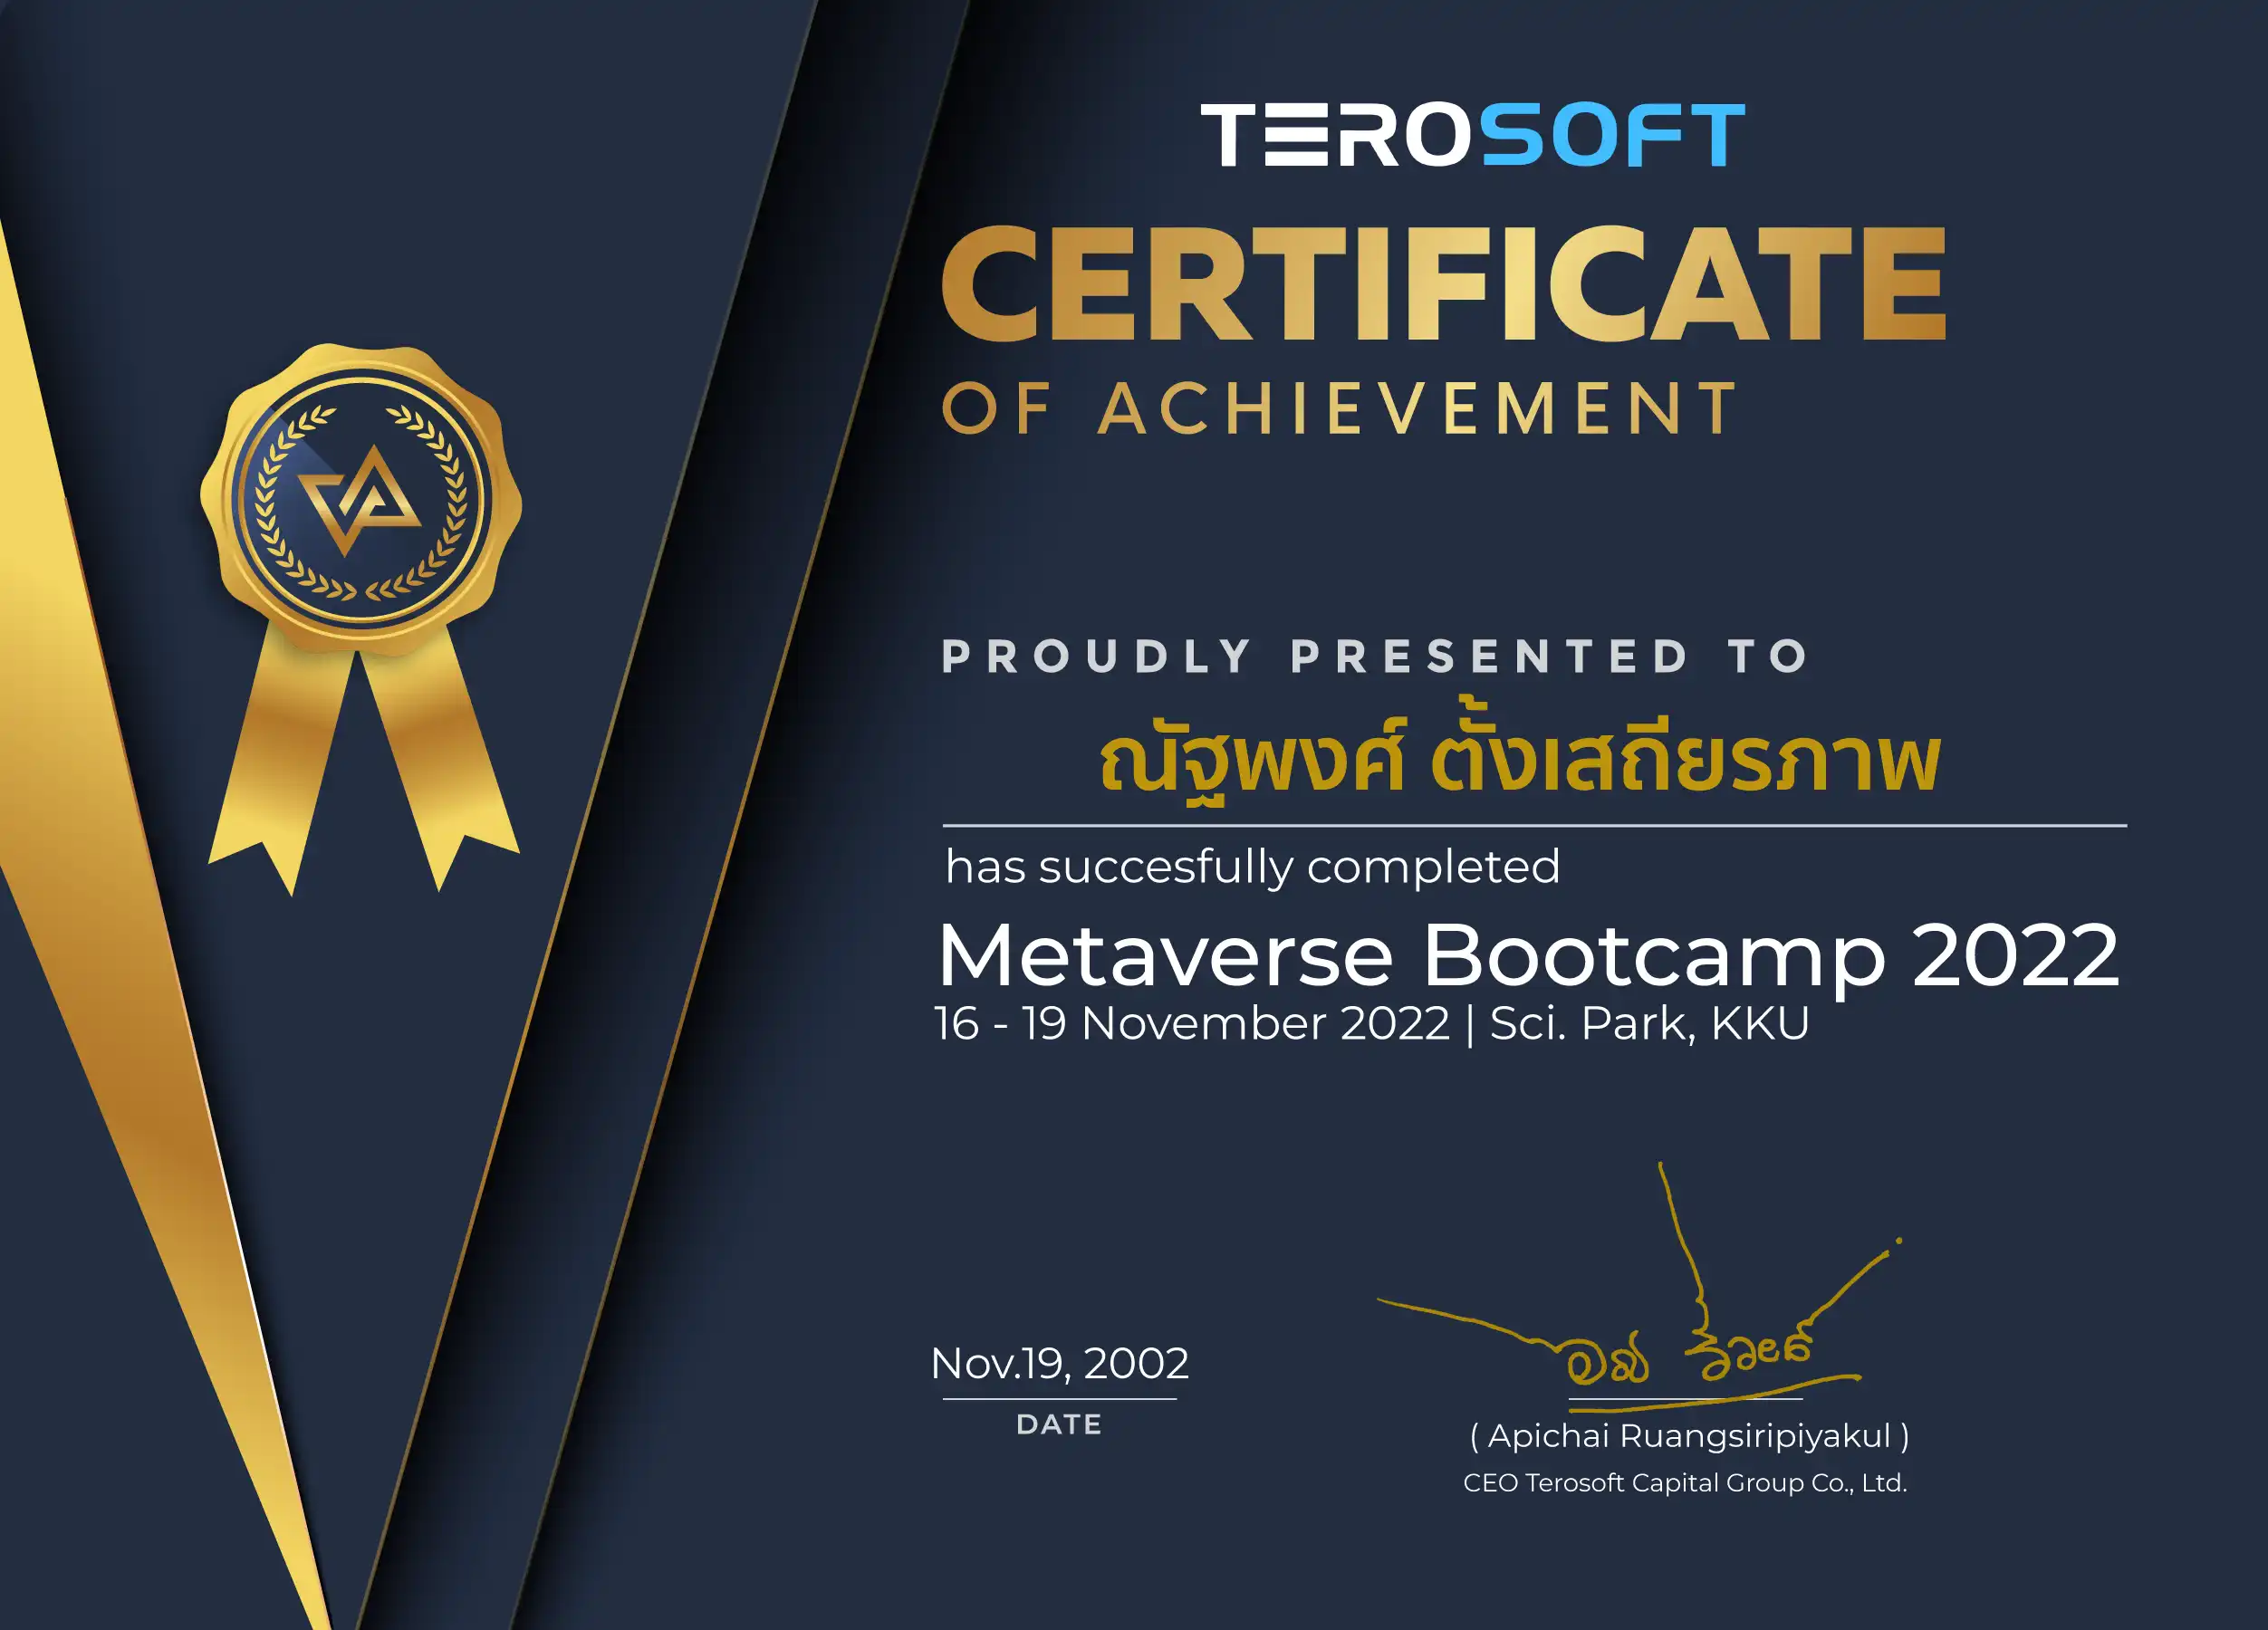 TEROSOFT
CERTIFICATE
OF ACHIEVEMENT
PROUDLY PRESENTED TO
ณัฐพงศ์ ตั้งเสถียรภาพ
has succesfully completed
Metaverse Bootcamp 2022
16 - 19 November 2022 | Sci. Park, KKU
Nov.19, 2002
DATE
( Apichai Ruangsiripiyakul )
CEO Terosoft Capital Group Co., Ltd.